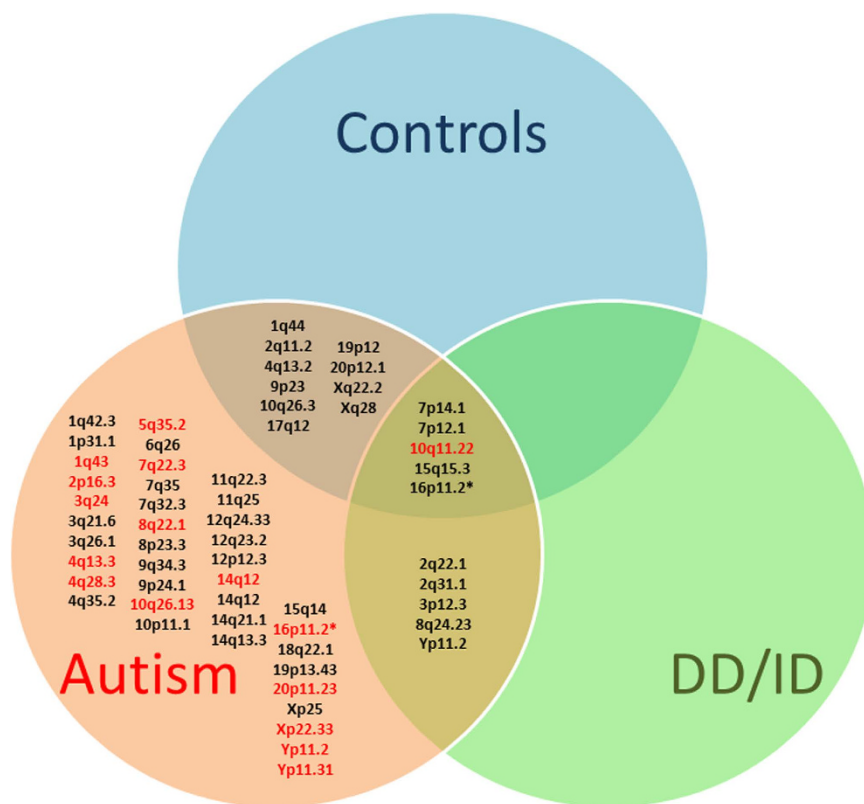 Controls
1q44
2q11.2
4q13.2
9p23
10q26.3
17q12
19p12
20p12.1
Xq22.2
Xq28
7p14.1
7p12.1
10q11.22
15q15.3
16p11.2*
1q42.3
1p31.1
1q43
2p16.3
3q24
3q21.6
3q26.1
4q13.3
4q28.3
4q35.2
5q35.2
6q26
7q22.3
7q35
7q32.3
8q22.1
8p23.3
9q34.3
9p24.1
10q26.13
10p11.1
11q22.3
11q25
12q24.33
12q23.2
12p12.3
14q12
14q12
14q21.1
14q13.3
15q14
16p11.2*
18q22.1
19p13.43
20p11.23
Xp25
Xp22.33
Yp11.2
Yp11.31
2q22.1
2q31.1
3p12.3
8q24.23
Yp11.2
Autism
DD/ID